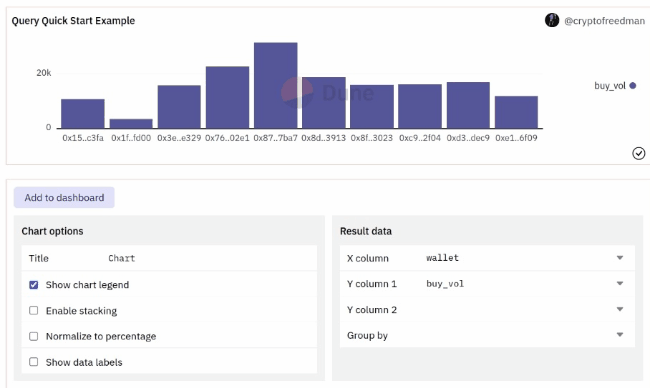 Query Quick Start Example
@cryptofreedman
20k
0
Dune
buy_vol
0x15..c3fa 0x1f..fd00 0x3e..e329 0x76..02e1 0x87..7ba7 0x8d..3913 0x8f..3023 0xc9..2f04 0xd3..dec9 0xe1..6f09
Add to dashboard
Chart options
Title Chart
Show chart legend
Enable stacking
Normalize to percentage
Show data labels
Result data
X column wallet
Y column 1 buy_vol
Y column 2
Group by